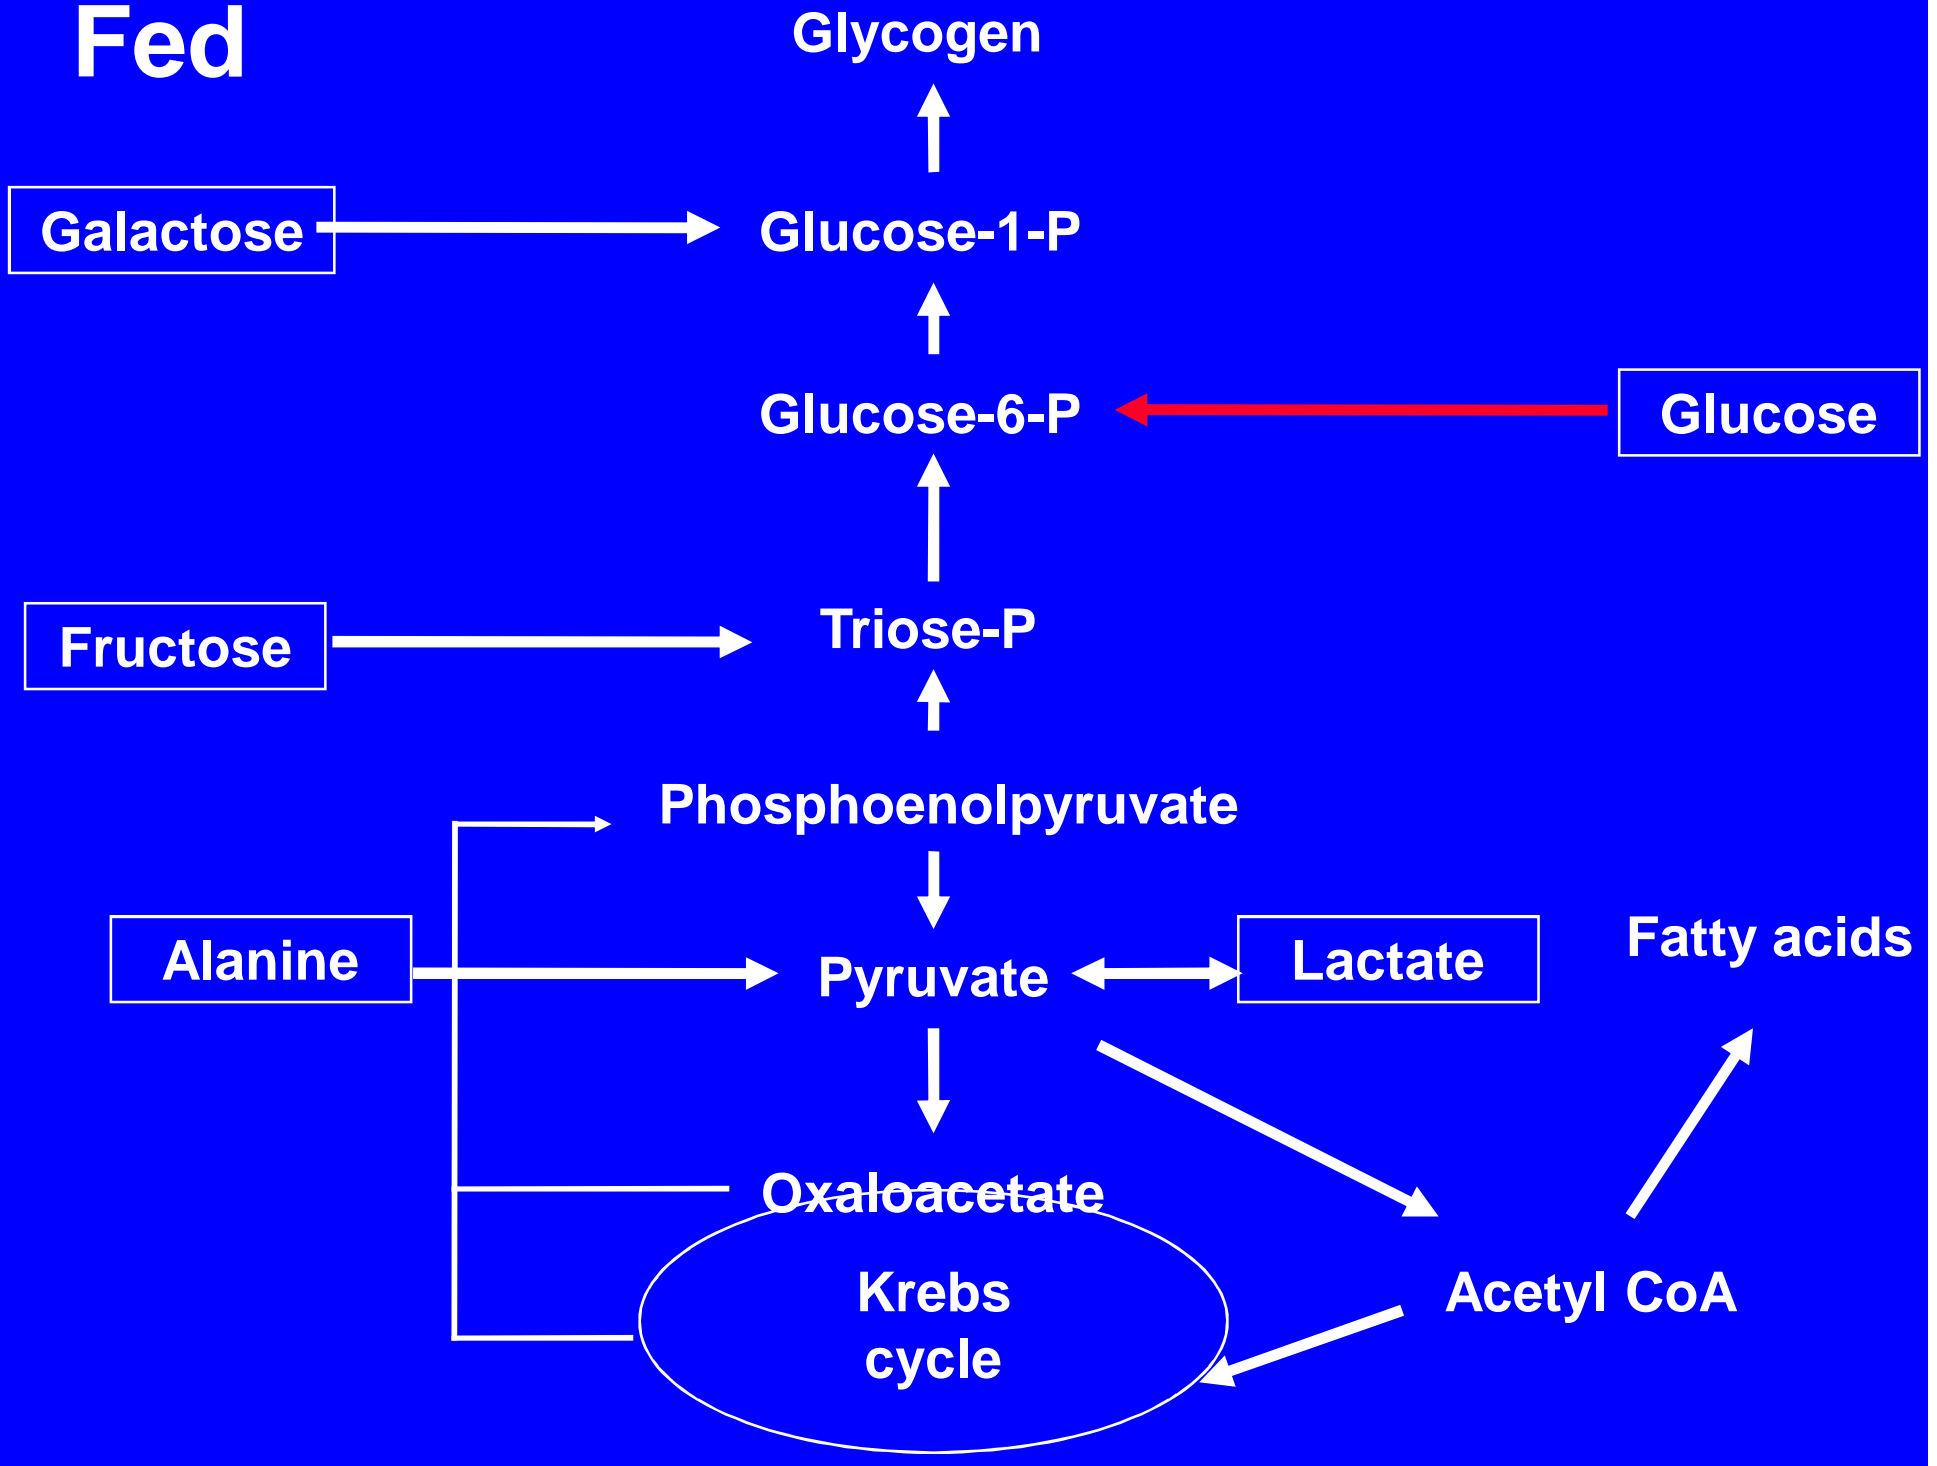 Fed
Glycogen
Galactose
Glucose-1-P
Glucose-6-P
Glucose
Fructose
Triose-P
Phosphoenolpyruvate
Alanine
Pyruvate
Lactate
Fatty acids
Oxaloacetate
Krebs
cycle
Acetyl CoA